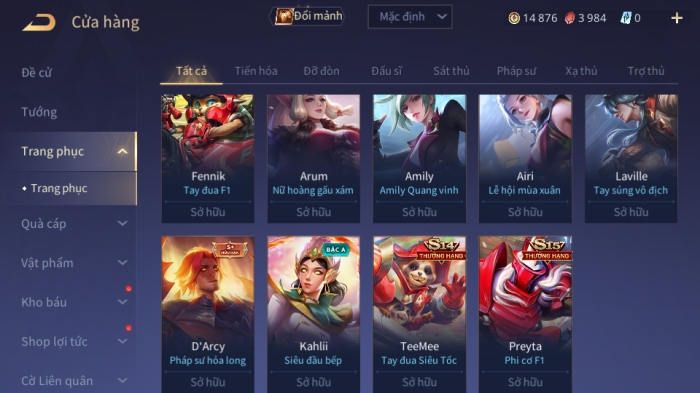 Cửa hàng
Đổi mảnh
Mặc định
14 876
3 984
0
Đề cử
Tướng
Trang phục
Trang phục
Quà cáp
Vật phẩm
Kho báu
Shop lợi tức
Cờ Liên quân
Tất cả Tiến hóa Đỡ đòn Đấu sĩ Sát thủ Pháp sư Xạ thủ Trợ thủ
Fennik
Tay đua F1
Sở hữu
Arum
Nữ hoàng gấu xám
Sở hữu
Amily
Amily Quang vinh
Sở hữu
Airi
Lễ hội mùa xuân
Sở hữu
Laville
Tay súng vô địch
Sở hữu
S+
HỮU HẠN
D'Arcy
Pháp sư hỏa long
Sở hữu
BẬC A
Kahlii
Siêu đầu bếp
Sở hữu
S14
THƯỞNG HẠNG
TeeMee
Tay đua Siêu Tốc
Sở hữu
S15
THƯỞNG HẠNG
Preyta
Phi cơ F1
Sở hữu